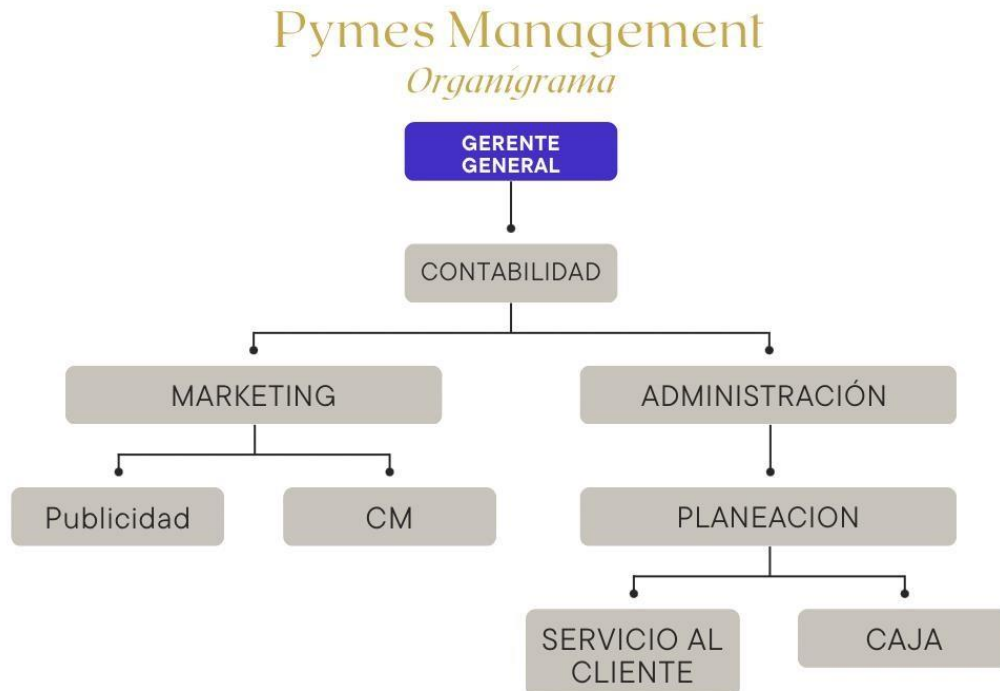 Pymes Management
Organigrama
GERENTE
GENERAL
CONTABILIDAD
MARKETING
ADMINISTRACIÓN
Publicidad
CM
PLANEACION
SERVICIO AL
CLIENTE
CAJA